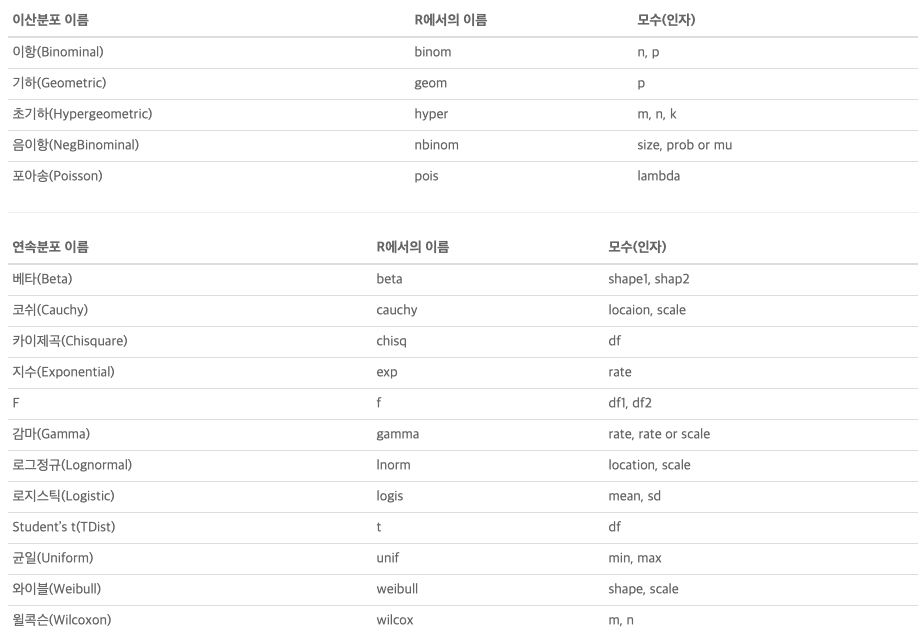 이산분포 이름 R에서의 이름 모수(인자)
이항(Binominal) binom n, p
기하(Geometric) geom p
초기하(Hypergeometric) hyper m, n, k
음이항(NegBinominal) nbinom size, prob or mu
포아송(Poisson) pois lambda
연속분포 이름 R에서의 이름 모수(인자)
베타(Beta) beta shape1, shap2
코쉬(Cauchy) cauchy locaion, scale
카이제곱(Chisquare) chisq df
지수(Exponential) exp rate
F f df1, df2
감마(Gamma) gamma rate, rate or scale
로그정규(Lognormal) lnorm location, scale
로지스틱(Logistic) logis mean, sd
Student's t(TDist) t df
균일(Uniform) unif min, max
와이블(Weibull) weibull shape, scale
윌콕슨(Wilcoxon) wilcox m, n